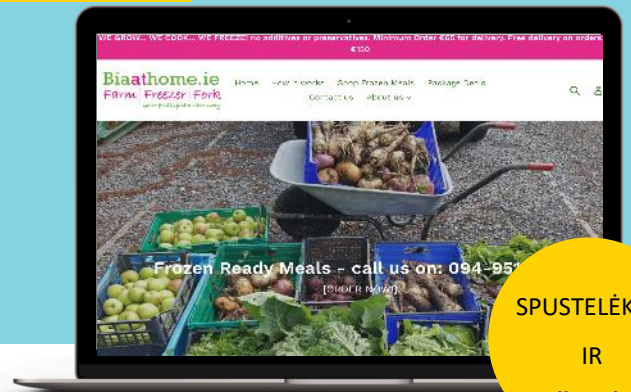 WE GROW... WE COOK... WE FREEZE! no additives or preservatives. Minimum Order €65 for delivery. Free delivery on orders
€150
Biaathome.ie
Farm Freezer Fork
Home How it works Shop Frozen Meals Package Deals
Contact us About us
Frozen Ready Meals - call us on: 094-951
[ORDER NOW!]
SPUSTELĖK
IR